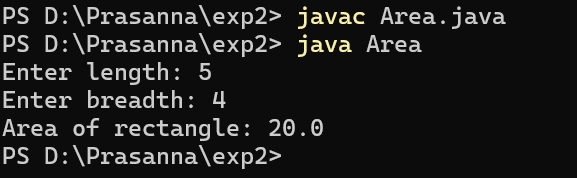 PS D:\Prasanna\exp2> javac Area.java
PS D:\Prasanna\exp2> java Area
Enter length: 5
Enter breadth: 4
Area of rectangle: 20.0
PS D:\Prasanna\exp2>